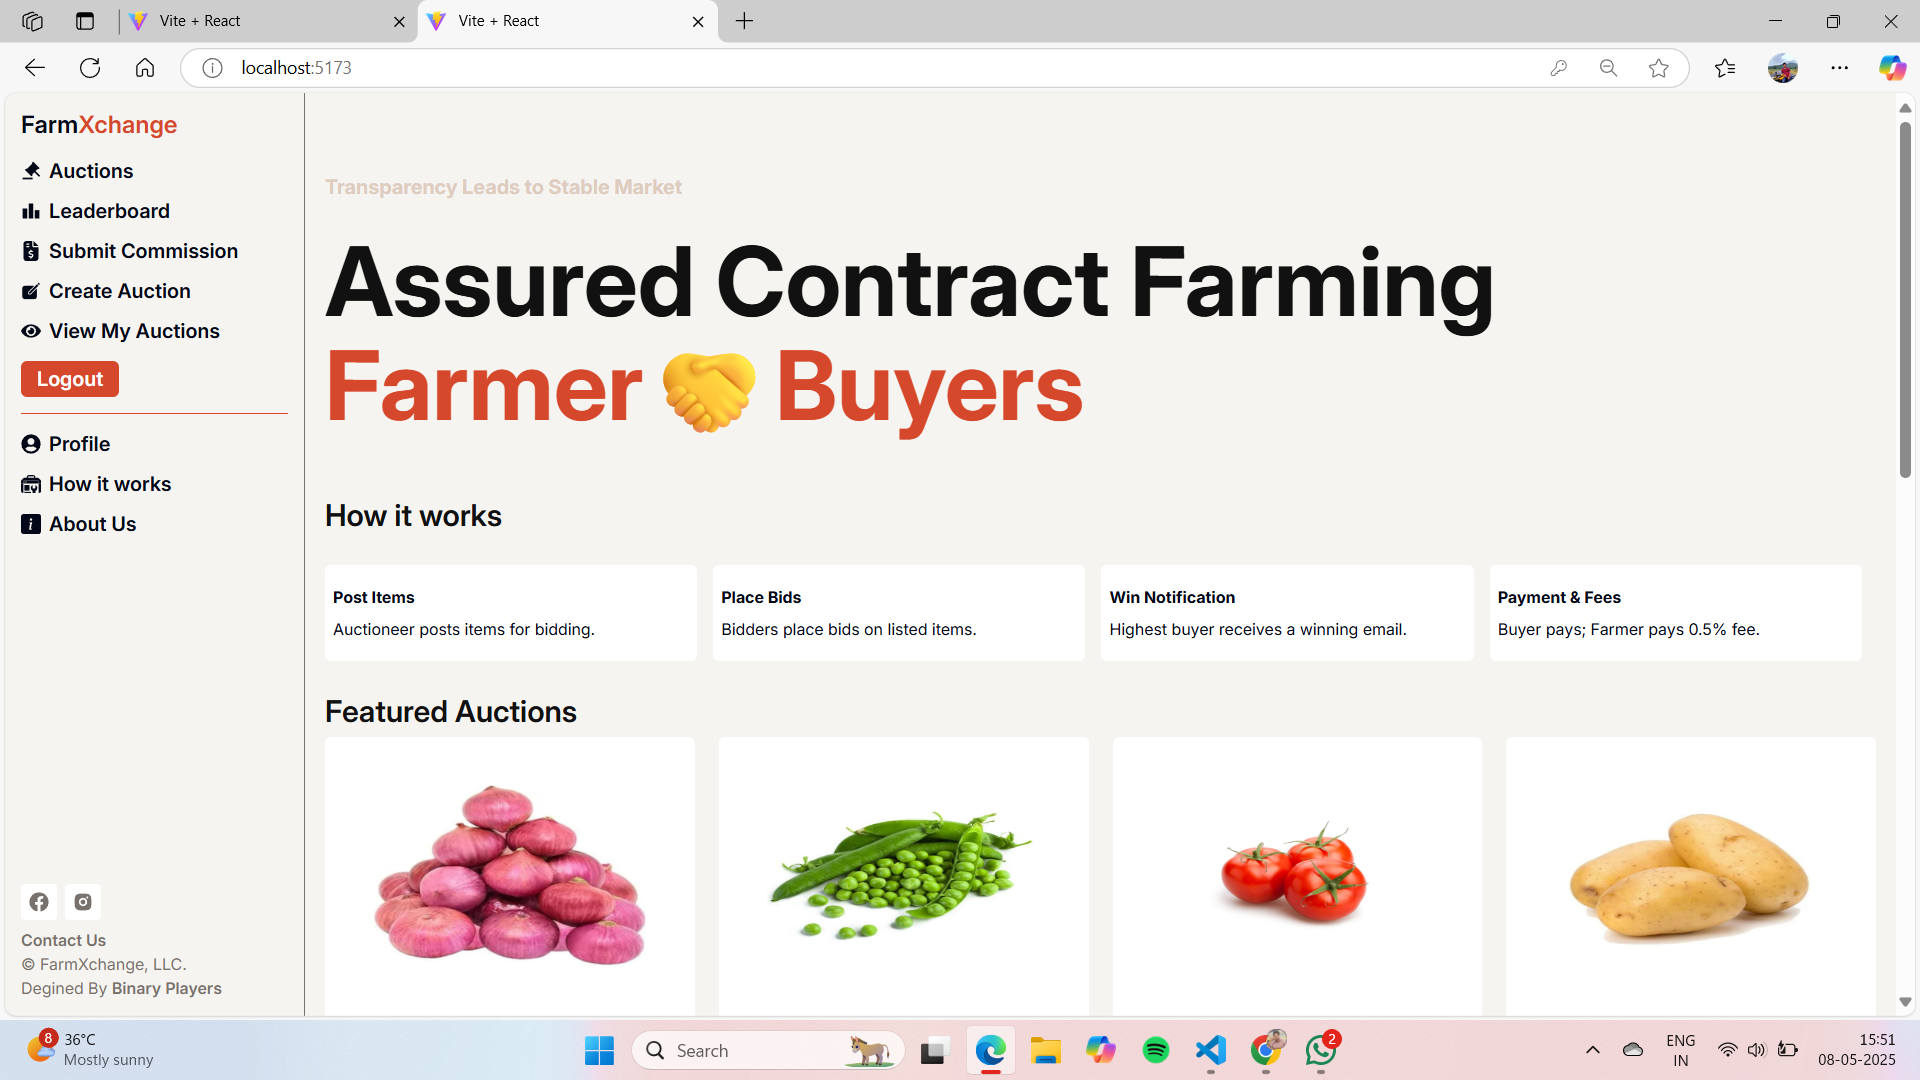 Vite + React
Vite + React
localhost:5173
FarmXchange
Auctions
Leaderboard
Submit Commission
Create Auction
View My Auctions
Logout
Profile
How it works
About Us
Contact Us
© FarmXchange, LLC.
Degined By Binary Players
Transparency Leads to Stable Market
Assured Contract Farming
Farmer 🤝 Buyers
How it works
Post Items
Auctioneer posts items for bidding.
Place Bids
Bidders place bids on listed items.
Win Notification
Highest buyer receives a winning email.
Payment & Fees
Buyer pays; Farmer pays 0.5% fee.
Featured Auctions
8
36°C
Mostly sunny
Search
2
ENG
IN
15:51
08-05-2025